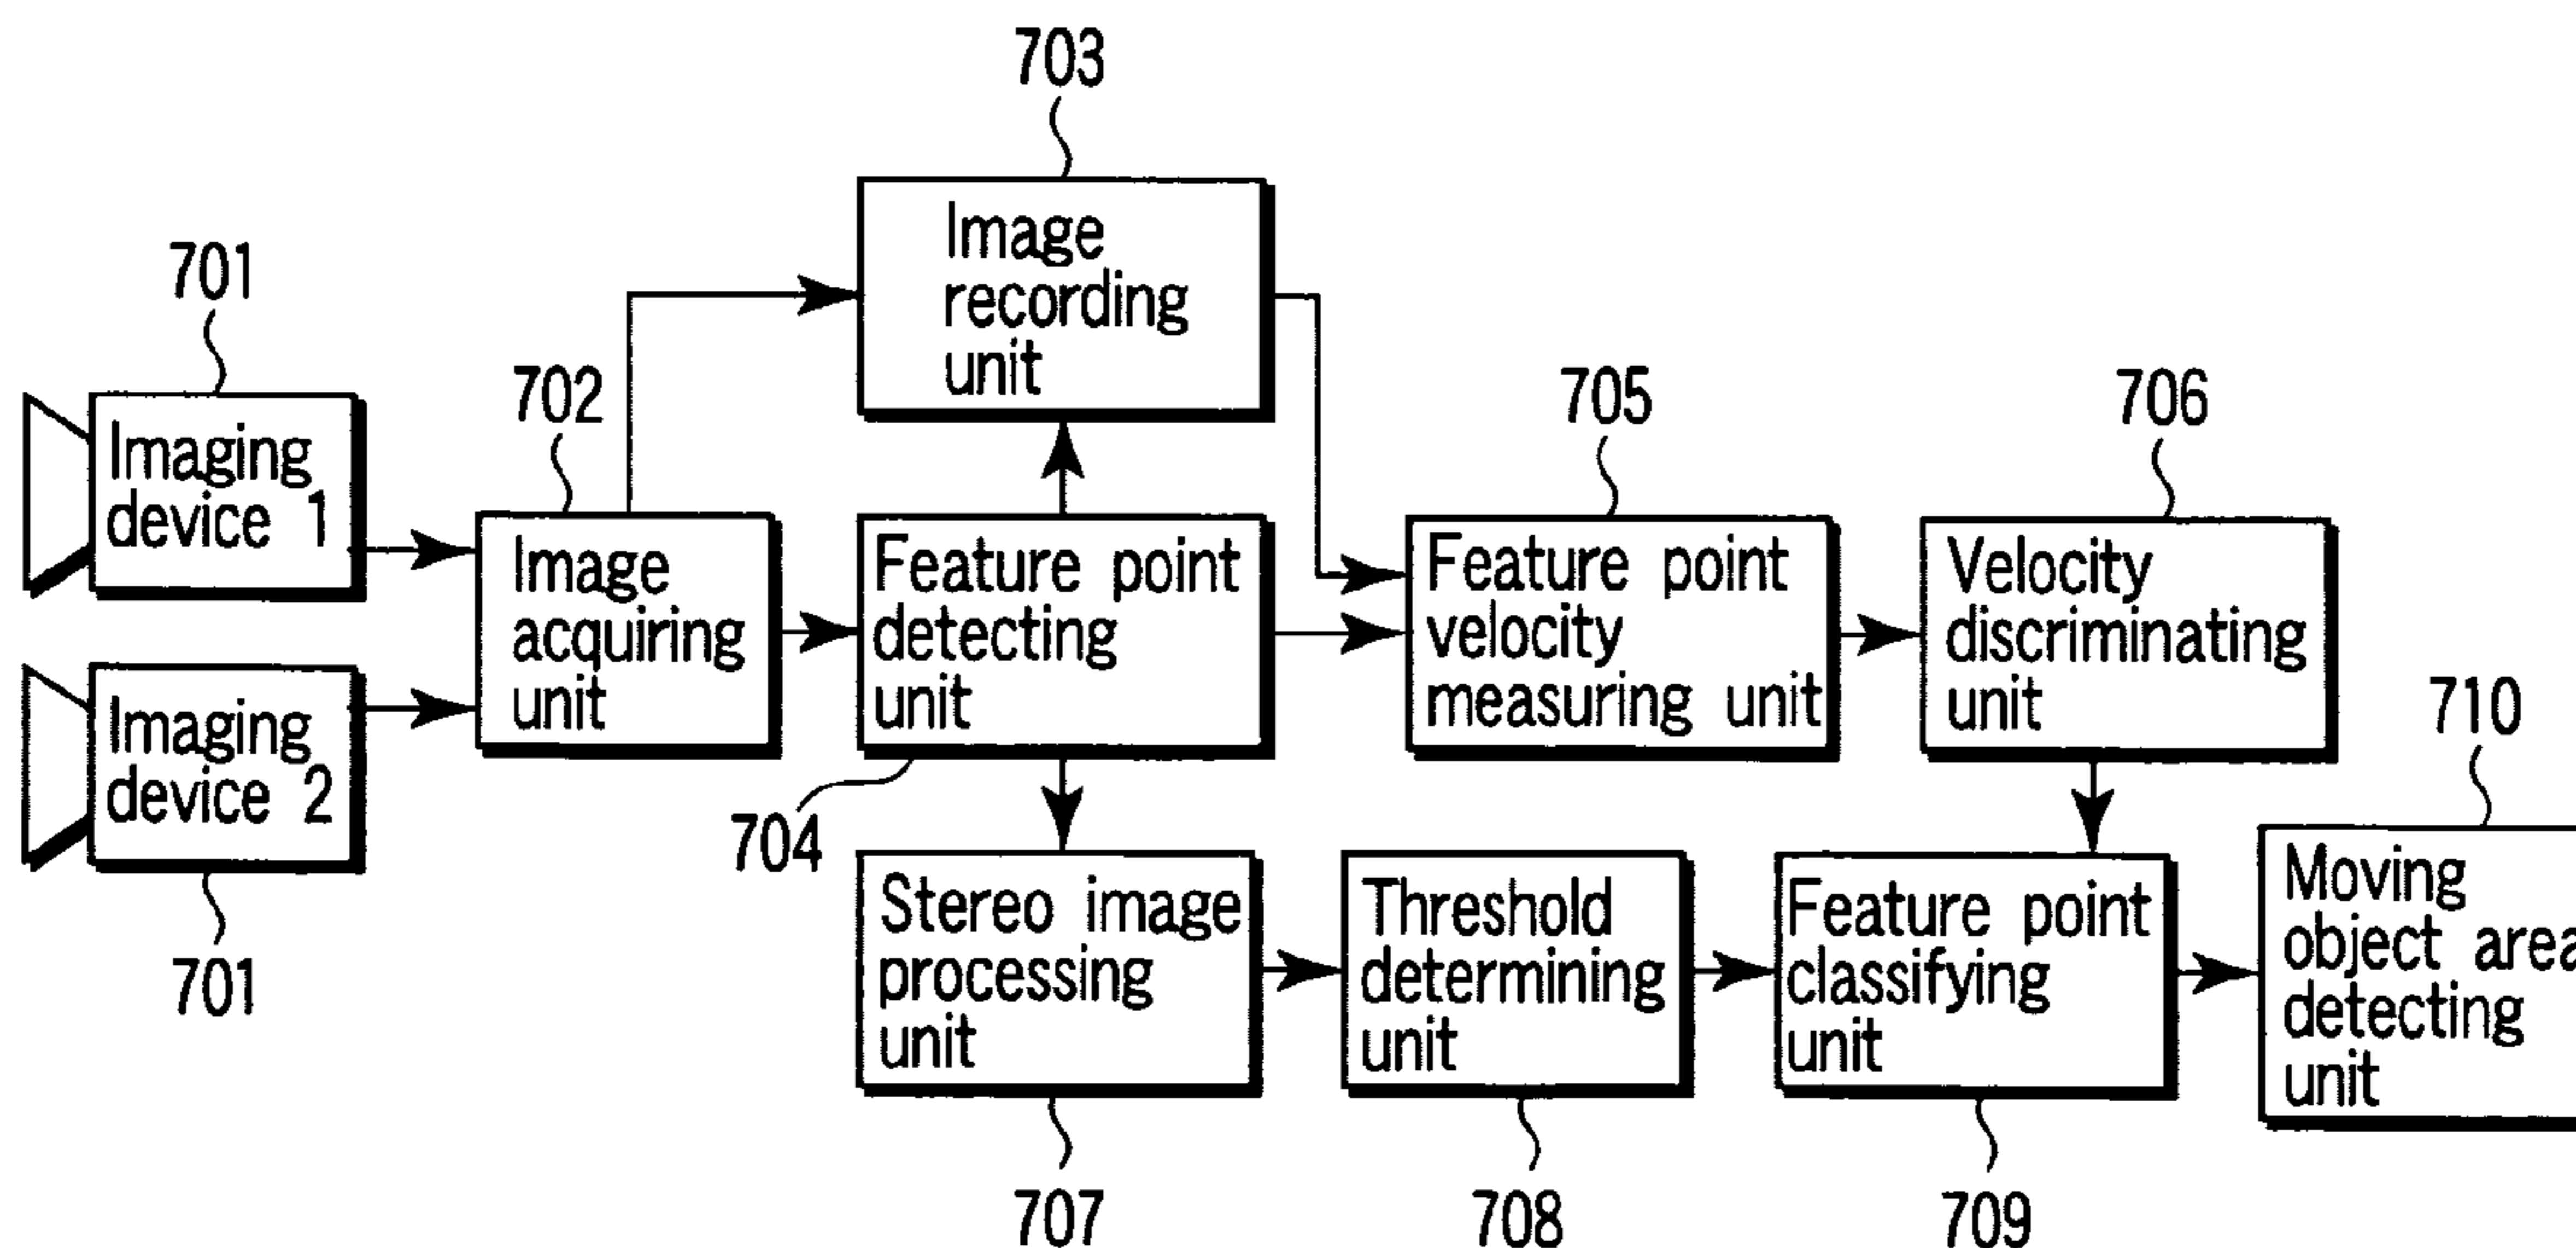 703
Image
recording
unit
701
Imaging
device 1
702
Image
acquiring
unit
Feature point
detecting
unit
704
705
Feature point
velocity
measuring unit
706
Velocity
discriminating
unit
Imaging
device 2
701
Stereo image
processing
unit
707
Threshold
determining
unit
708
Feature point
classifying
unit
709
710
Moving
object area
detecting
unit